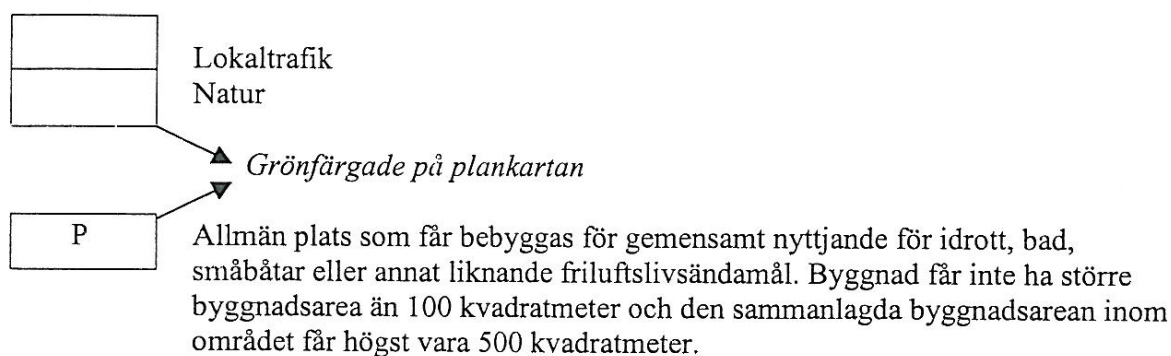 Lokaltrafik
Natur
Grönfärgade på plankartan
P
Allmän plats som får bebyggas för gemensamt nyttjande för idrott, bad,
småbåtar eller annat liknande friluftslivsändamål. Byggnad får inte ha större
byggnadsarea än 100 kvadratmeter och den sammanlagda byggnadsarean inom
området får högst vara 500 kvadratmeter.